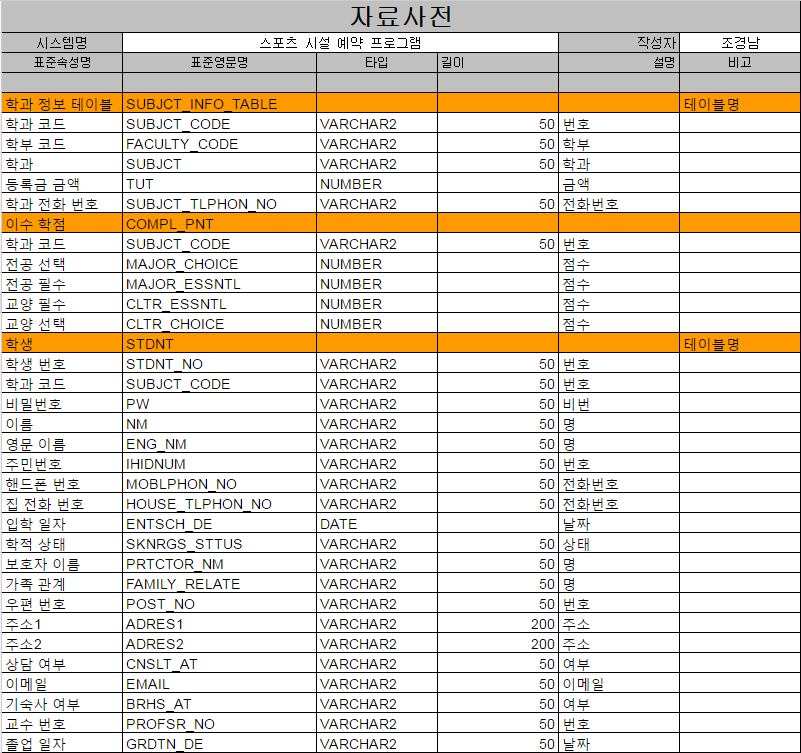 자료사전
시스템명 스포츠 시설 예약 프로그램 작성자 조경남
표준속성명 표준영문명 타입 길이 설명 비고
학과 정보 테이블 SUBJCT_INFO_TABLE 테이블명
학과 코드 SUBJCT_CODE VARCHAR2 50 번호
학부 코드 FACULTY_CODE VARCHAR2 50 학부
학과 SUBJCT VARCHAR2 50 학과
등록금 금액 TUT NUMBER 금액
학과 전화 번호 SUBJCT_TLPHON_NO VARCHAR2 50 전화번호
이수 학점 COMPL_PNT
학과 코드 SUBJCT_CODE VARCHAR2 50 번호
전공 선택 MAJOR_CHOICE NUMBER 점수
전공 필수 MAJOR_ESSNTL NUMBER 점수
교양 필수 CLTR_ESSNTL NUMBER 점수
교양 선택 CLTR_CHOICE NUMBER 점수
학생 STDNT 테이블명
학생 번호 STDNT_NO VARCHAR2 50 번호
학과 코드 SUBJCT_CODE VARCHAR2 50 번호
비밀번호 PW VARCHAR2 50 비번
이름 NM VARCHAR2 50 명
영문 이름 ENG_NM VARCHAR2 50 명
주민번호 IHIDNUM VARCHAR2 50 번호
핸드폰 번호 MOBLPHON_NO VARCHAR2 50 전화번호
집 전화 번호 HOUSE_TLPHON_NO VARCHAR2 50 전화번호
입학 일자 ENTSCH_DE DATE 날짜
학적 상태 SKNRGS_STTUS VARCHAR2 50 상태
보호자 이름 PRTCTOR_NM VARCHAR2 50 명
가족 관계 FAMILY_RELATE VARCHAR2 50 명
우편 번호 POST_NO VARCHAR2 50 번호
주소1 ADRES1 VARCHAR2 200 주소
주소2 ADRES2 VARCHAR2 200 주소
상담 여부 CNSLT_AT VARCHAR2 50 여부
이메일 EMAIL VARCHAR2 50 이메일
기숙사 여부 BRHS_AT VARCHAR2 50 여부
교수 번호 PROFSR_NO VARCHAR2 50 번호
졸업 일자 GRDTN_DE VARCHAR2 50 날짜